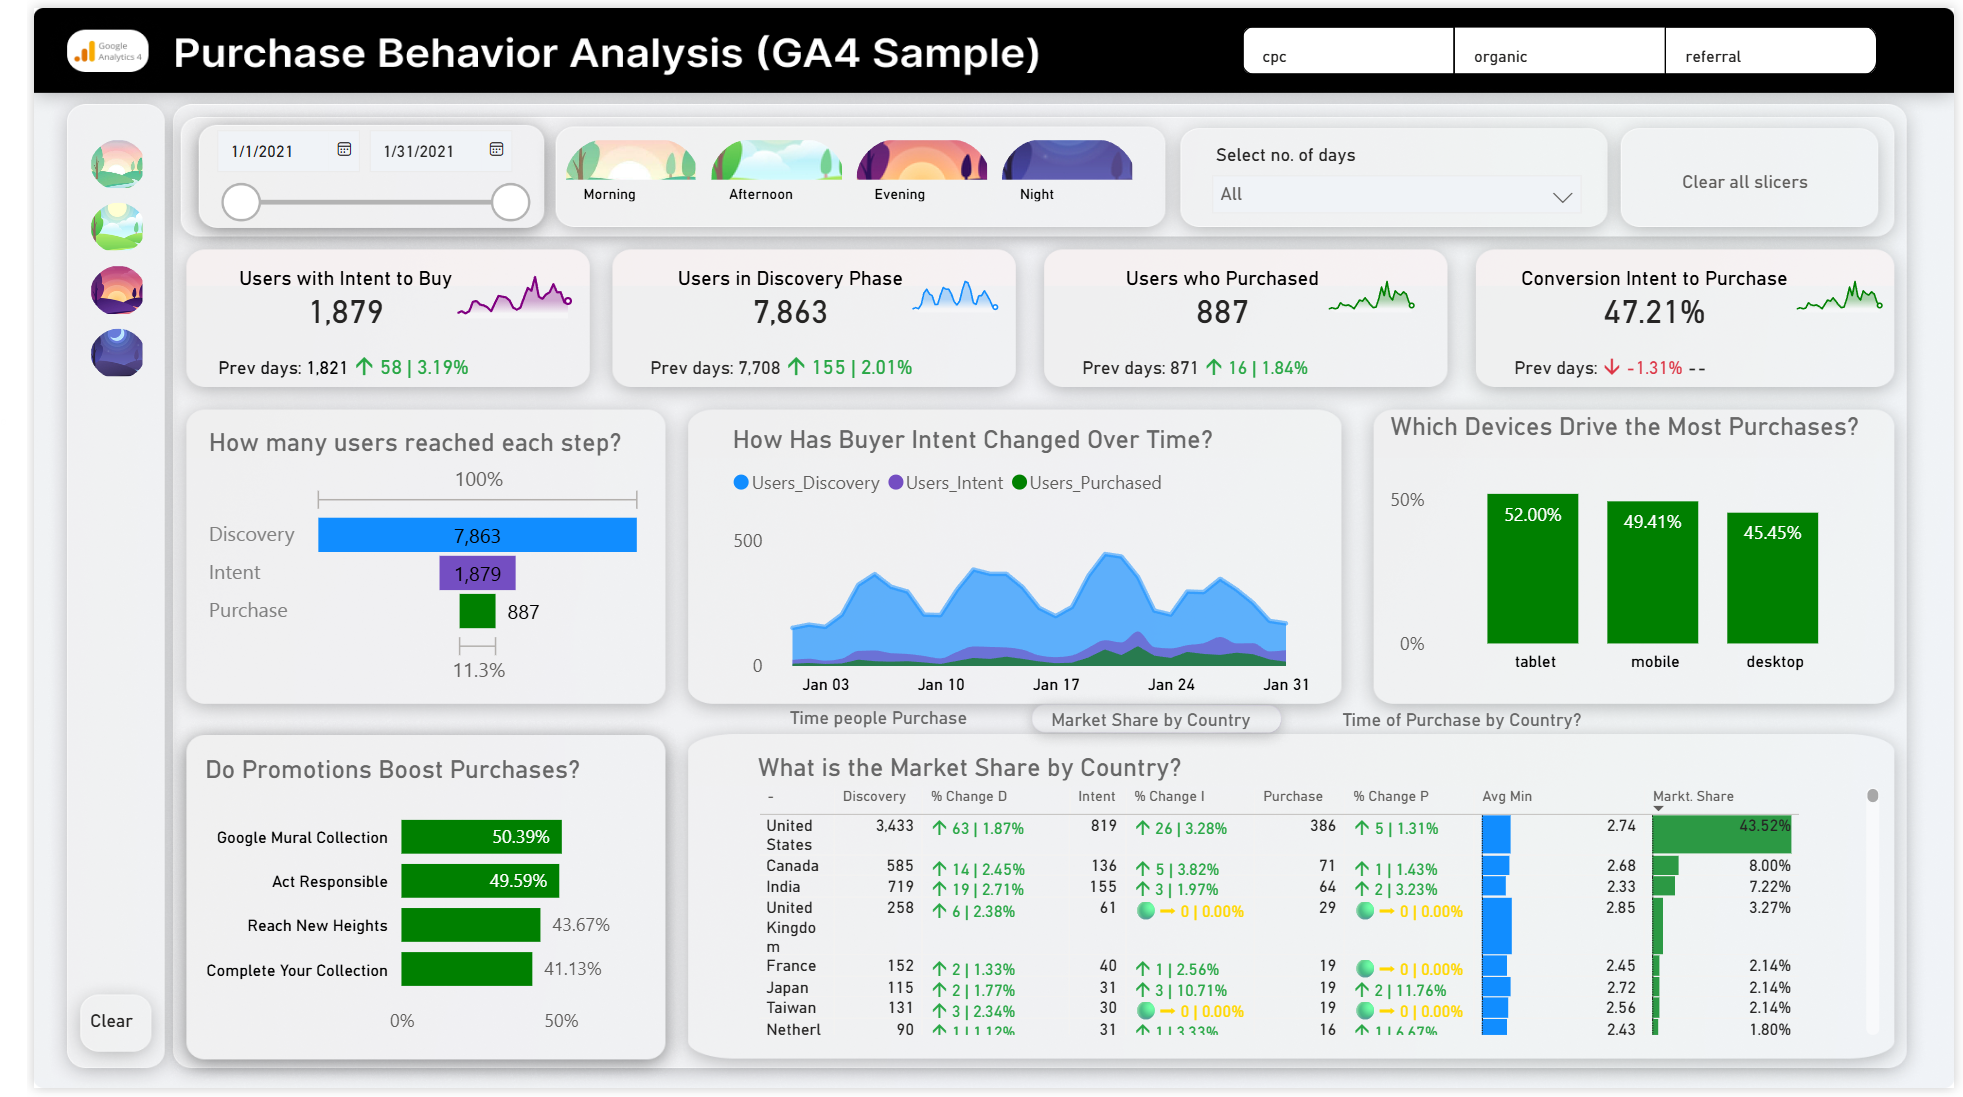 Google
Analytics 4
Purchase Behavior Analysis (GA4 Sample)
cpc
organic
referral
1/1/2021
1/31/2021
Morning
Afternoon
Evening
Night
Select no. of days
All
Clear all slicers
Users with Intent to Buy
1,879
Prev days: 1,821 ↑ 58 | 3.19%
Users in Discovery Phase
7,863
Prev days: 7,708 ↑ 155 | 2.01%
Users who Purchased
887
Prev days: 871 ↑ 16 | 1.84%
Conversion Intent to Purchase
47.21%
Prev days: ↓ -1.31% --
How many users reached each step?
100%
Discovery 7,863
Intent 1,879
Purchase 887
11.3%
How Has Buyer Intent Changed Over Time?
Users_Discovery Users_Intent Users_Purchased
500
0
Jan 03 Jan 10 Jan 17 Jan 24 Jan 31
Which Devices Drive the Most Purchases?
50%
52.00% 49.41% 45.45%
0%
tablet mobile desktop
Time people Purchase
Market Share by Country
Time of Purchase by Country?
Do Promotions Boost Purchases?
Google Mural Collection 50.39%
Act Responsible 49.59%
Reach New Heights 43.67%
Complete Your Collection 41.13%
0% 50%
What is the Market Share by Country?
- Discovery % Change D Intent % Change I Purchase % Change P Avg Min Markt. Share
United 3,433 ↑ 63 | 1.87% 819 ↑ 26 | 3.28% 386 ↑ 5 | 1.31% 2.74 43.52%
States
Canada 585 ↑ 14 | 2.45% 136 ↑ 5 | 3.82% 71 ↑ 1 | 1.43% 2.68 8.00%
India 719 ↑ 19 | 2.71% 155 ↑ 3 | 1.97% 64 ↑ 2 | 3.23% 2.33 7.22%
United 258 ↑ 6 | 2.38% 61 → 0 | 0.00% 29 → 0 | 0.00% 2.85 3.27%
Kingdo
m
France 152 ↑ 2 | 1.33% 40 ↑ 1 | 2.56% 19 → 0 | 0.00% 2.45 2.14%
Japan 115 ↑ 2 | 1.77% 31 ↑ 3 | 10.71% 19 ↑ 2 | 11.76% 2.72 2.14%
Taiwan 131 ↑ 3 | 2.34% 30 → 0 | 0.00% 19 → 0 | 0.00% 2.56 2.14%
Netherl 90 ↑ 1 | 1.12% 31 ↑ 1 | 3.33% 16 ↑ 1 | 6.67% 2.43 1.80%
Clear